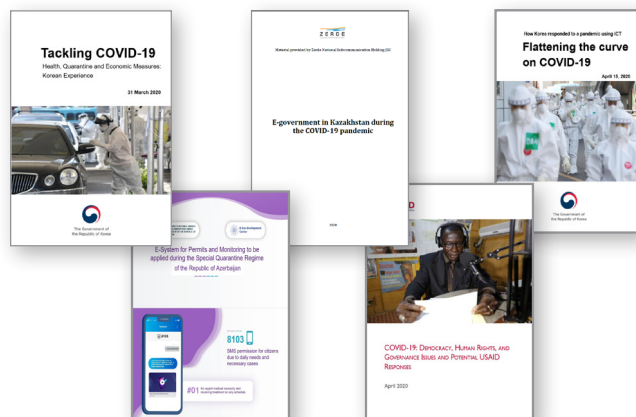 Tackling COVID-19
Health, Quarantine and Economic Measures:
Korean Experience
31 March 2020
The Government of
the Republic of Korea
ZERDE
Material provided by Zerde National Infocommunication Holding JSC
E-government in Kazakhstan during
the COVID-19 pandemic
How Korea responded to a pandemic using ICT
Flattening the curve
on COVID-19
April 15, 2020
The Government of
the Republic of Korea
E-System for Permits and Monitoring to be
applied during the Special Quarantine Regime
of the Republic of Azerbaijan
8103
8103
SMS permission for citizens
due to daily needs and
necessary cases
#01
COVID-19: Democracy, Human Rights, and
Governance Issues and Potential USAID
Responses
April 2020